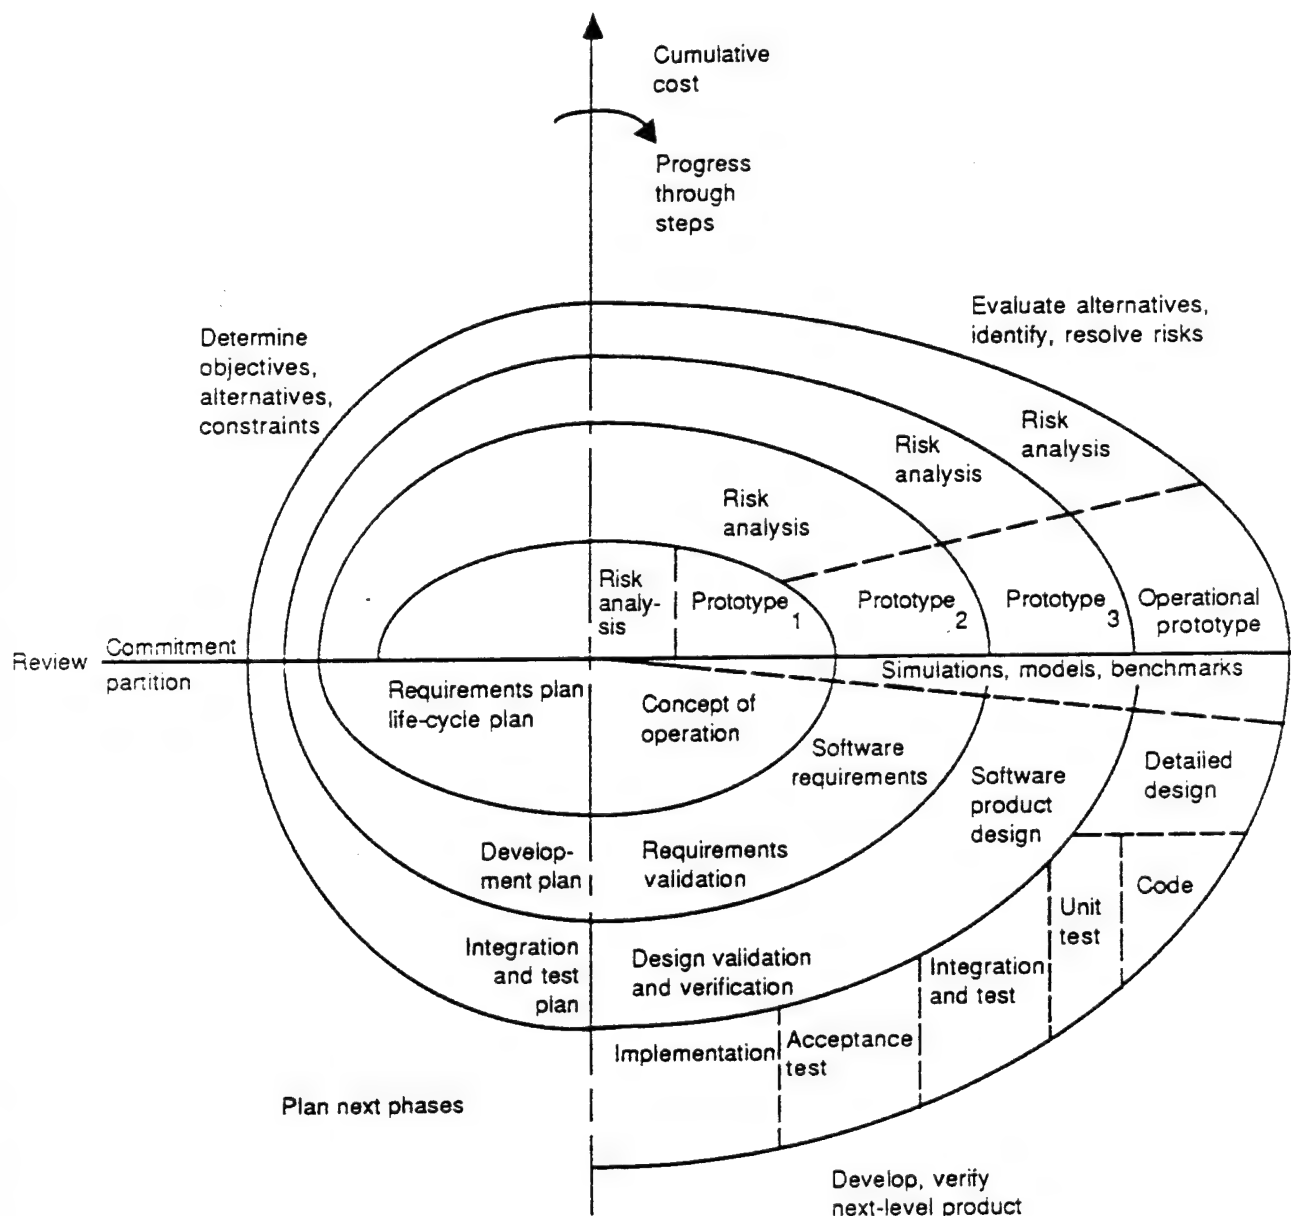 Cumulative
cost
Progress
through
steps
Evaluate alternatives,
identify, resolve risks
Determine
objectives,
alternatives,
constraints
Risk
analysis
Risk
analysis
Risk
analysis
Risk
analy-
sis
Prototype 1
Prototype 2
Prototype 3
Operational
prototype
Review
Commitment
partition
Simulations, models, benchmarks
Requirements plan
life-cycle plan
Concept of
operation
Software
requirements
Software
product
design
Detailed
design
Develop-
ment plan
Requirements
validation
Code
Unit
test
Integration
and test
plan
Design validation
and verification
Integration
and test
Acceptance
test
Implementation
Plan next phases
Develop, verify
next-level product